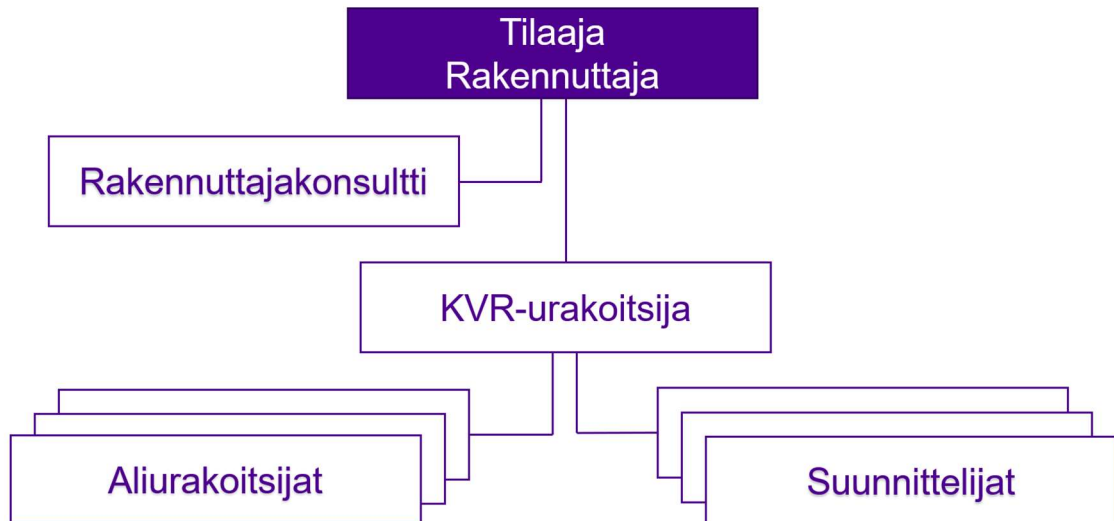 Tilaaja
Rakennuttaja
Rakennuttajakonsultti
KVR-urakoitsija
Aliurakoitsijat
Suunnittelijat